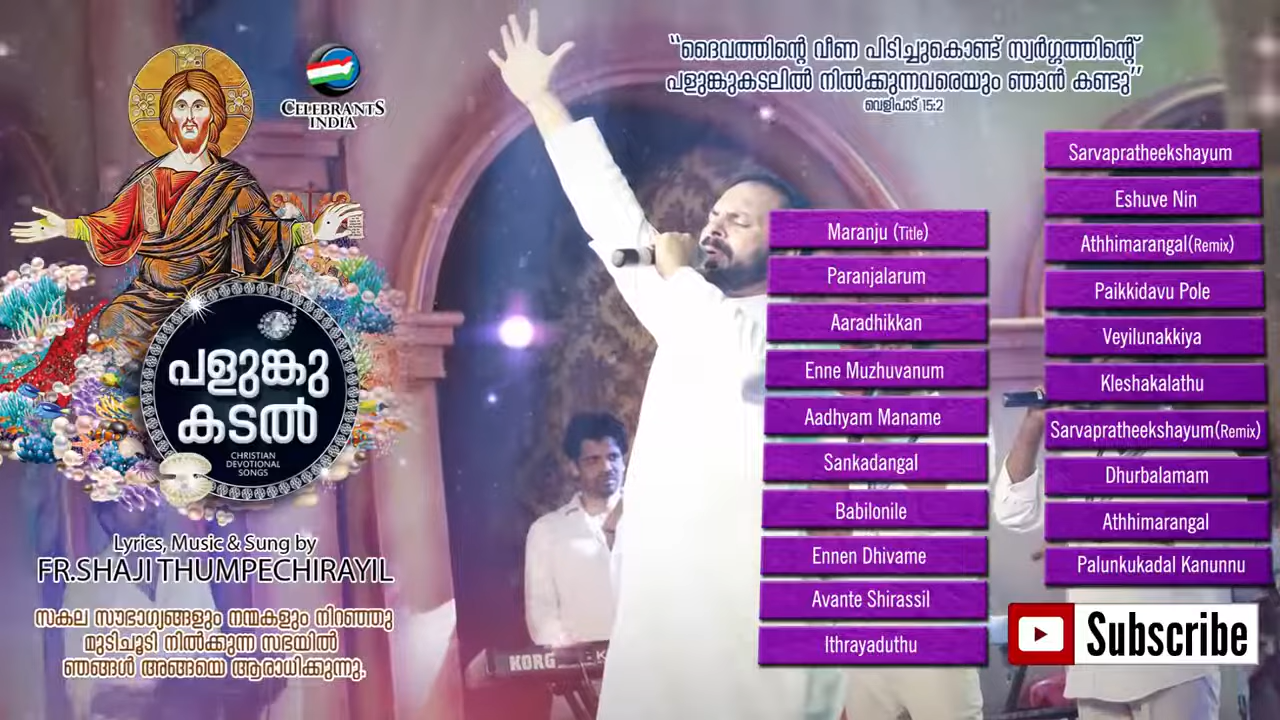 CELEBRANTS
INDIA
പളുങ്കു
കടൽ
CHRISTIAN
DEVOTIONAL
SONGS
Lyrics, Music & Sung by
FR.SHAJI THUMPECHIRAYIL
സകല സൗഭാഗ്യങ്ങളും നന്മകളും നിറഞ്ഞു
മുടിചൂടി നിൽക്കുന്ന സഭയിൽ
ഞങ്ങൾ അങ്ങയെ ആരാധിക്കുന്നു.
“ദൈവത്തിന്റെ വീണ പിടിച്ചുകൊണ്ട് സ്വർഗ്ഗത്തിന്റെ
പളുങ്കുകടലിൽ നിൽക്കുന്നവരെയും ഞാൻ കണ്ടു”
വെളിപാട് 15:2
Maranju (Title)
Paranjalarum
Aaradhikkan
Enne Muzhuvanum
Aadhyam Maname
Sankadangal
Babilonile
Ennen Dhivame
Avante Shirassil
Ithrayaduthu
Sarvapratheekshayum
Eshuve Nin
Athhimarangal(Remix)
Paikkidavu Pole
Veyilunakkiya
Kleshakalathu
Sarvapratheekshayum(Remix)
Dhurbalamam
Athhimarangal
Palunkukadal Kanunnu
Subscribe
KORG